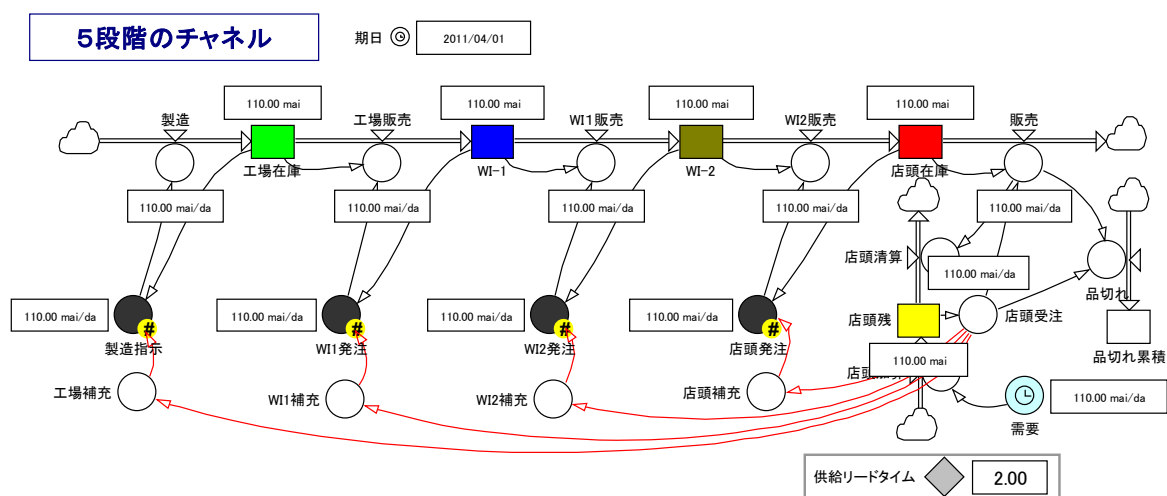 5段階のチャネル
期日
2011/04/01
110.00 mai
110.00 mai
110.00 mai
110.00 mai
製造
工場販売
WI1販売
WI2販売
販売
工場在庫
WI-1
WI-2
店頭在庫
110.00 mai/da
110.00 mai/da
110.00 mai/da
110.00 mai/da
110.00 mai/da
店頭清算
110.00 mai/da
品切れ
110.00 mai/da
110.00 mai/da
110.00 mai/da
110.00 mai/da
#
#
#
#
製造指示
WI1発注
WI2発注
店頭発注
店頭残
店頭受注
品切れ累積
110.00 mai
工場補充
WI1補充
WI2補充
店頭補充
110.00 mai/da
需要
供給リードタイム
2.00